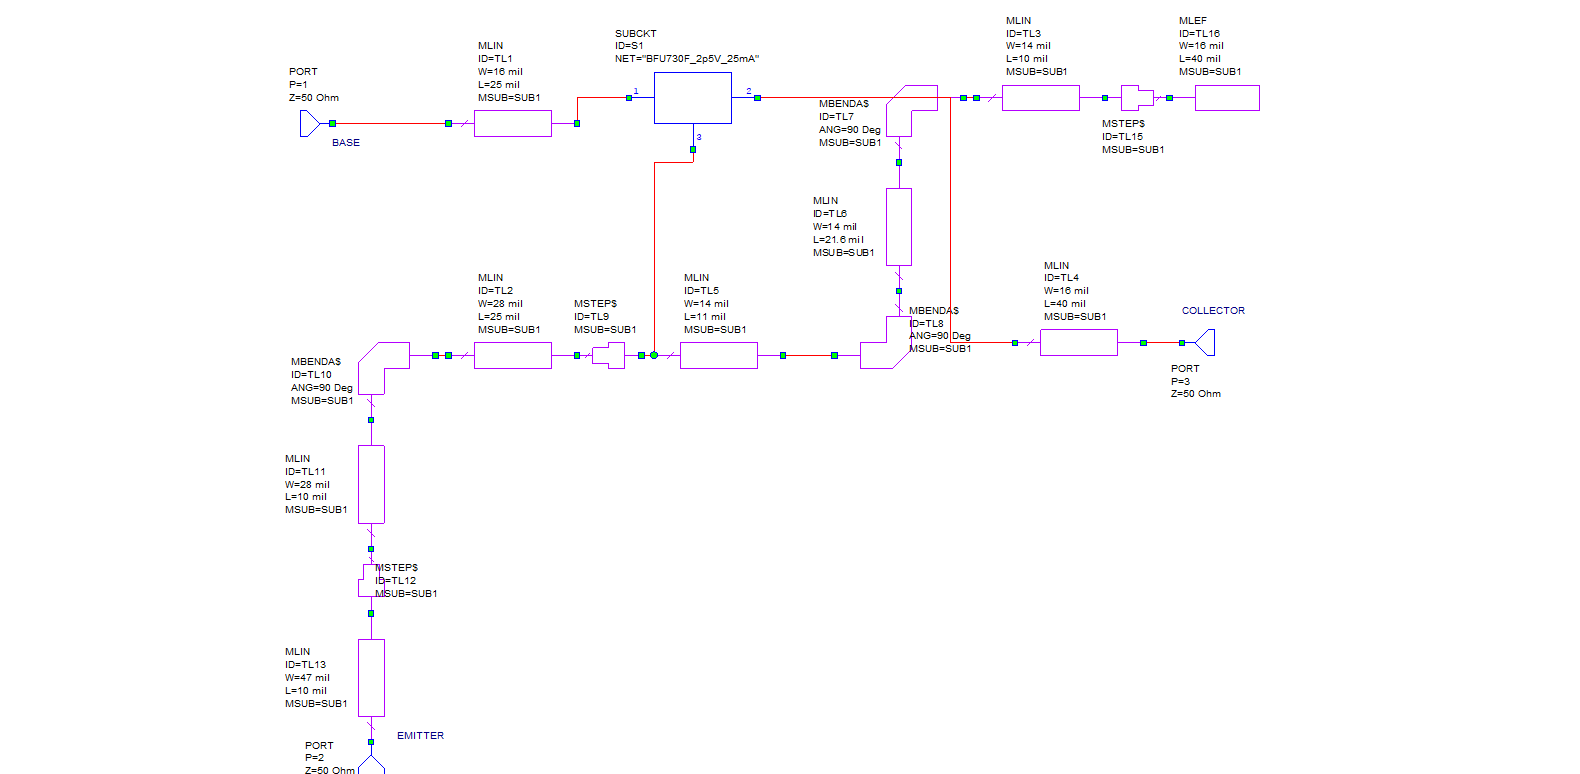 MLIN
ID=TL3
W=14 mil
L=10 mil
MSUB=SUB1
MLEF
ID=TL16
W=16 mil
L=40 mil
MSUB=SUB1
SUBCKT
ID=S1
NET="BFU730F_2p5V_25mA"
MLIN
ID=TL1
W=16 mil
L=25 mil
MSUB=SUB1
PORT
P=1
Z=50 Ohm
BASE
1
2
3
MBENDA$
ID=TL7
ANG=90 Deg
MSUB=SUB1
MSTEP$
ID=TL15
MSUB=SUB1
MLIN
ID=TL6
W=14 mil
L=21.6 mil
MSUB=SUB1
MLIN
ID=TL2
W=28 mil
L=25 mil
MSUB=SUB1
MSTEP$
ID=TL9
MSUB=SUB1
MLIN
ID=TL5
W=14 mil
L=11 mil
MSUB=SUB1
MBENDA$
ID=TL8
ANG=90 Deg
MSUB=SUB1
MLIN
ID=TL4
W=16 mil
L=40 mil
MSUB=SUB1
COLLECTOR
PORT
P=3
Z=50 Ohm
MBENDA$
ID=TL10
ANG=90 Deg
MSUB=SUB1
MLIN
ID=TL11
W=28 mil
L=10 mil
MSUB=SUB1
MSTEP$
ID=TL12
MSUB=SUB1
MLIN
ID=TL13
W=47 mil
L=10 mil
MSUB=SUB1
EMITTER
PORT
P=2
Z=50 Ohm